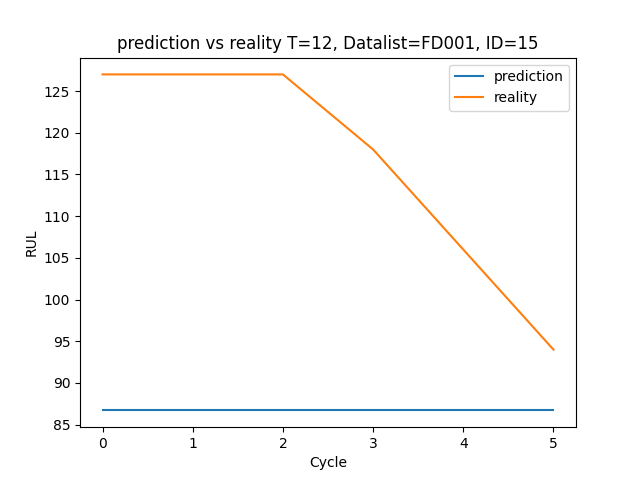 prediction vs reality T=12, Datalist=FD001, ID=15
prediction
reality
RUL
125
120
115
110
105
100
95
90
85
0 1 2 3 4 5
Cycle